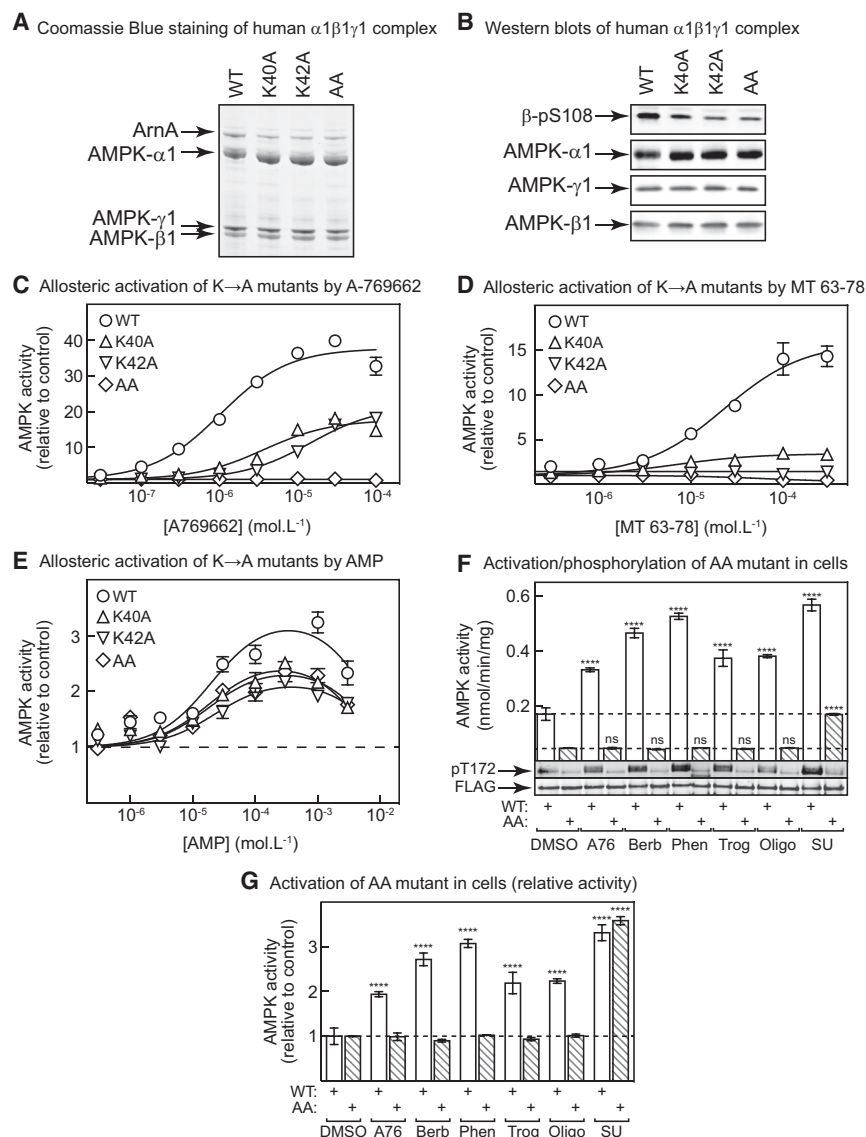 A Coomassie Blue staining of human α1β1γ1 complex
WT K40A K42A AA
ArnA
AMPK-α1
AMPK-γ1
AMPK-β1
B Western blots of human α1β1γ1 complex
WT K4oA K42A AA
β-pS108
AMPK-α1
AMPK-γ1
AMPK-β1
C Allosteric activation of K→A mutants by A-769662
AMPK activity
(relative to control)
40
30
20
10
WT
K40A
K42A
AA
10⁻⁷ 10⁻⁶ 10⁻⁵ 10⁻⁴
[A769662] (mol.L⁻¹)
D Allosteric activation of K→A mutants by MT 63-78
AMPK activity
(relative to control)
15
10
5
WT
K40A
K42A
AA
10⁻⁶ 10⁻⁵ 10⁻⁴
[MT 63-78] (mol.L⁻¹)
E Allosteric activation of K→A mutants by AMP
AMPK activity
(relative to control)
3
2
1
WT
K40A
K42A
AA
10⁻⁶ 10⁻⁵ 10⁻⁴ 10⁻³ 10⁻²
[AMP] (mol.L⁻¹)
F Activation/phosphorylation of AA mutant in cells
AMPK activity
(nmol/min/mg)
0.6
0.4
0.2
**** **** **** **** **** ****
ns ns ns ns ns ****
pT172
FLAG
WT: + + + + + + +
AA: + + + + + + +
DMSO A76 Berb Phen Trog Oligo SU
G Activation of AA mutant in cells (relative activity)
AMPK activity
(relative to control)
3
2
1
**** **** **** **** **** **** ****
WT: + + + + + + +
AA: + + + + + + +
DMSO A76 Berb Phen Trog Oligo SU